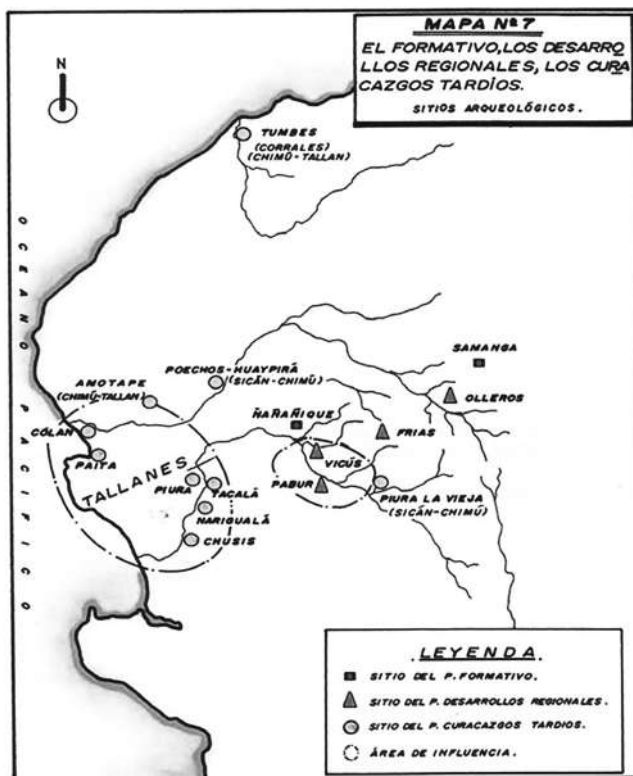 MAPA Nº 7
EL FORMATIVO, LOS DESARRO
LLOS REGIONALES, LOS CURA
CAZGOS TARDÍOS.
SITIOS ARQUEOLÓGICOS.
N
TUMBES
(CORRALES)
(CHIMÚ-TALLAN)
OCEANO PACIFICO
SAMANGA
POECHOS-HUAYPIRÁ
(SICÁN-CHIMÚ)
AMOTAPE
(CHIMÚ-TALLAN)
OLLEROS
ÑAÑAÑIQUE
COLAN
FRIAS
PAITA
VICÚS
TALLANES
PIURA
TACALÁ
PABUR
PIURA LA VIEJA
(SICÁN-CHIMÚ)
NARIGUALÁ
CHUSIS
LEYENDA.
SITIO DEL P. FORMATIVO.
SITIO DEL P. DESARROLLOS REGIONALES.
SITIO DEL P. CURACAZGOS TARDIOS.
ÁREA DE INFLUENCIA.